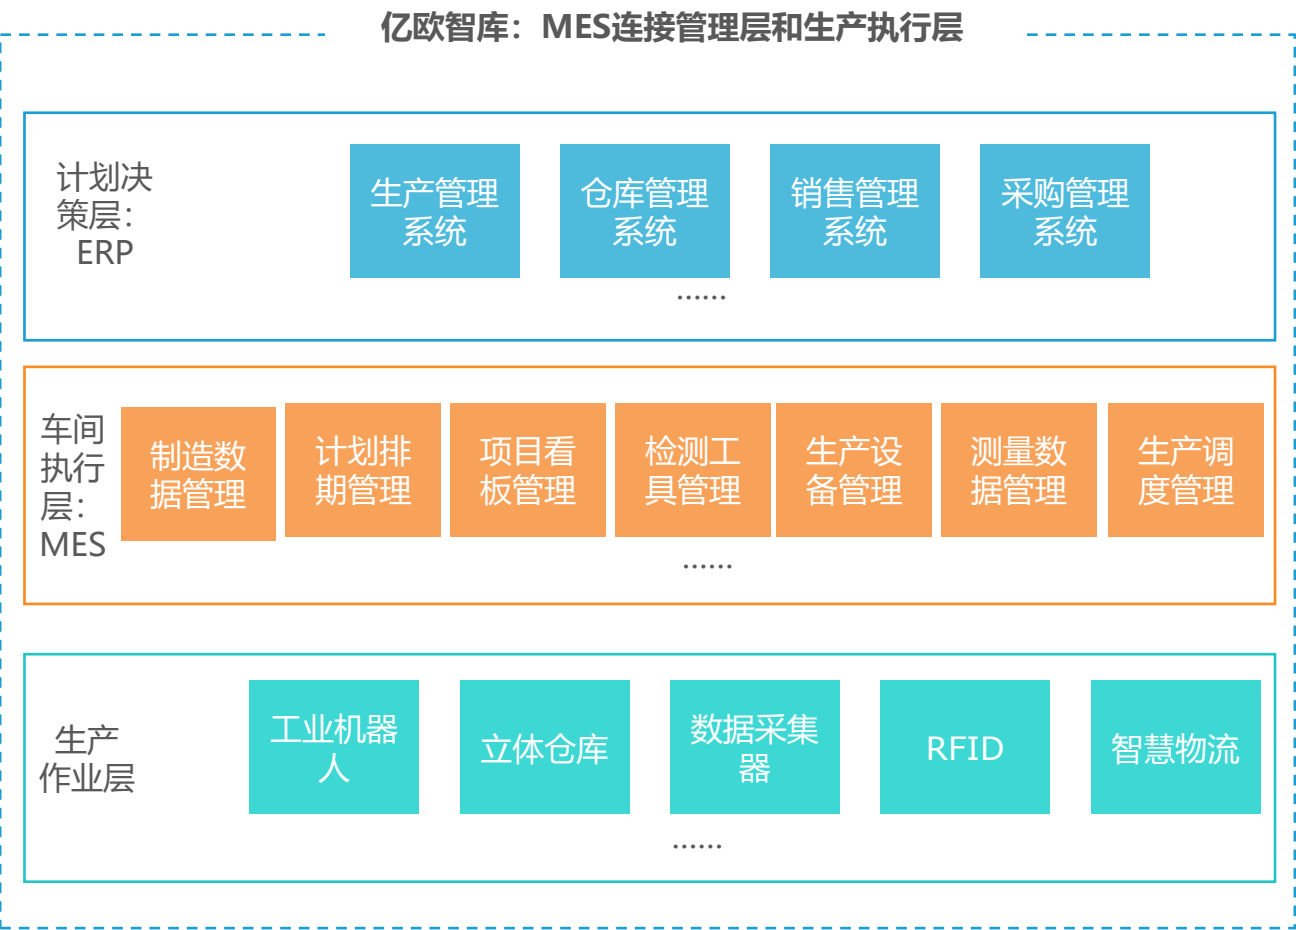 亿欧智库：MES连接管理层和生产执行层
计划决
策层：
ERP
生产管理
系统
仓库管理
系统
销售管理
系统
采购管理
系统
......
车间
执行
层：
MES
制造数
据管理
计划排
期管理
项目看
板管理
检测工
具管理
生产设
备管理
测量数
据管理
生产调
度管理
......
生产
作业层
工业机器
人
立体仓库
数据采集
器
RFID
智慧物流
......